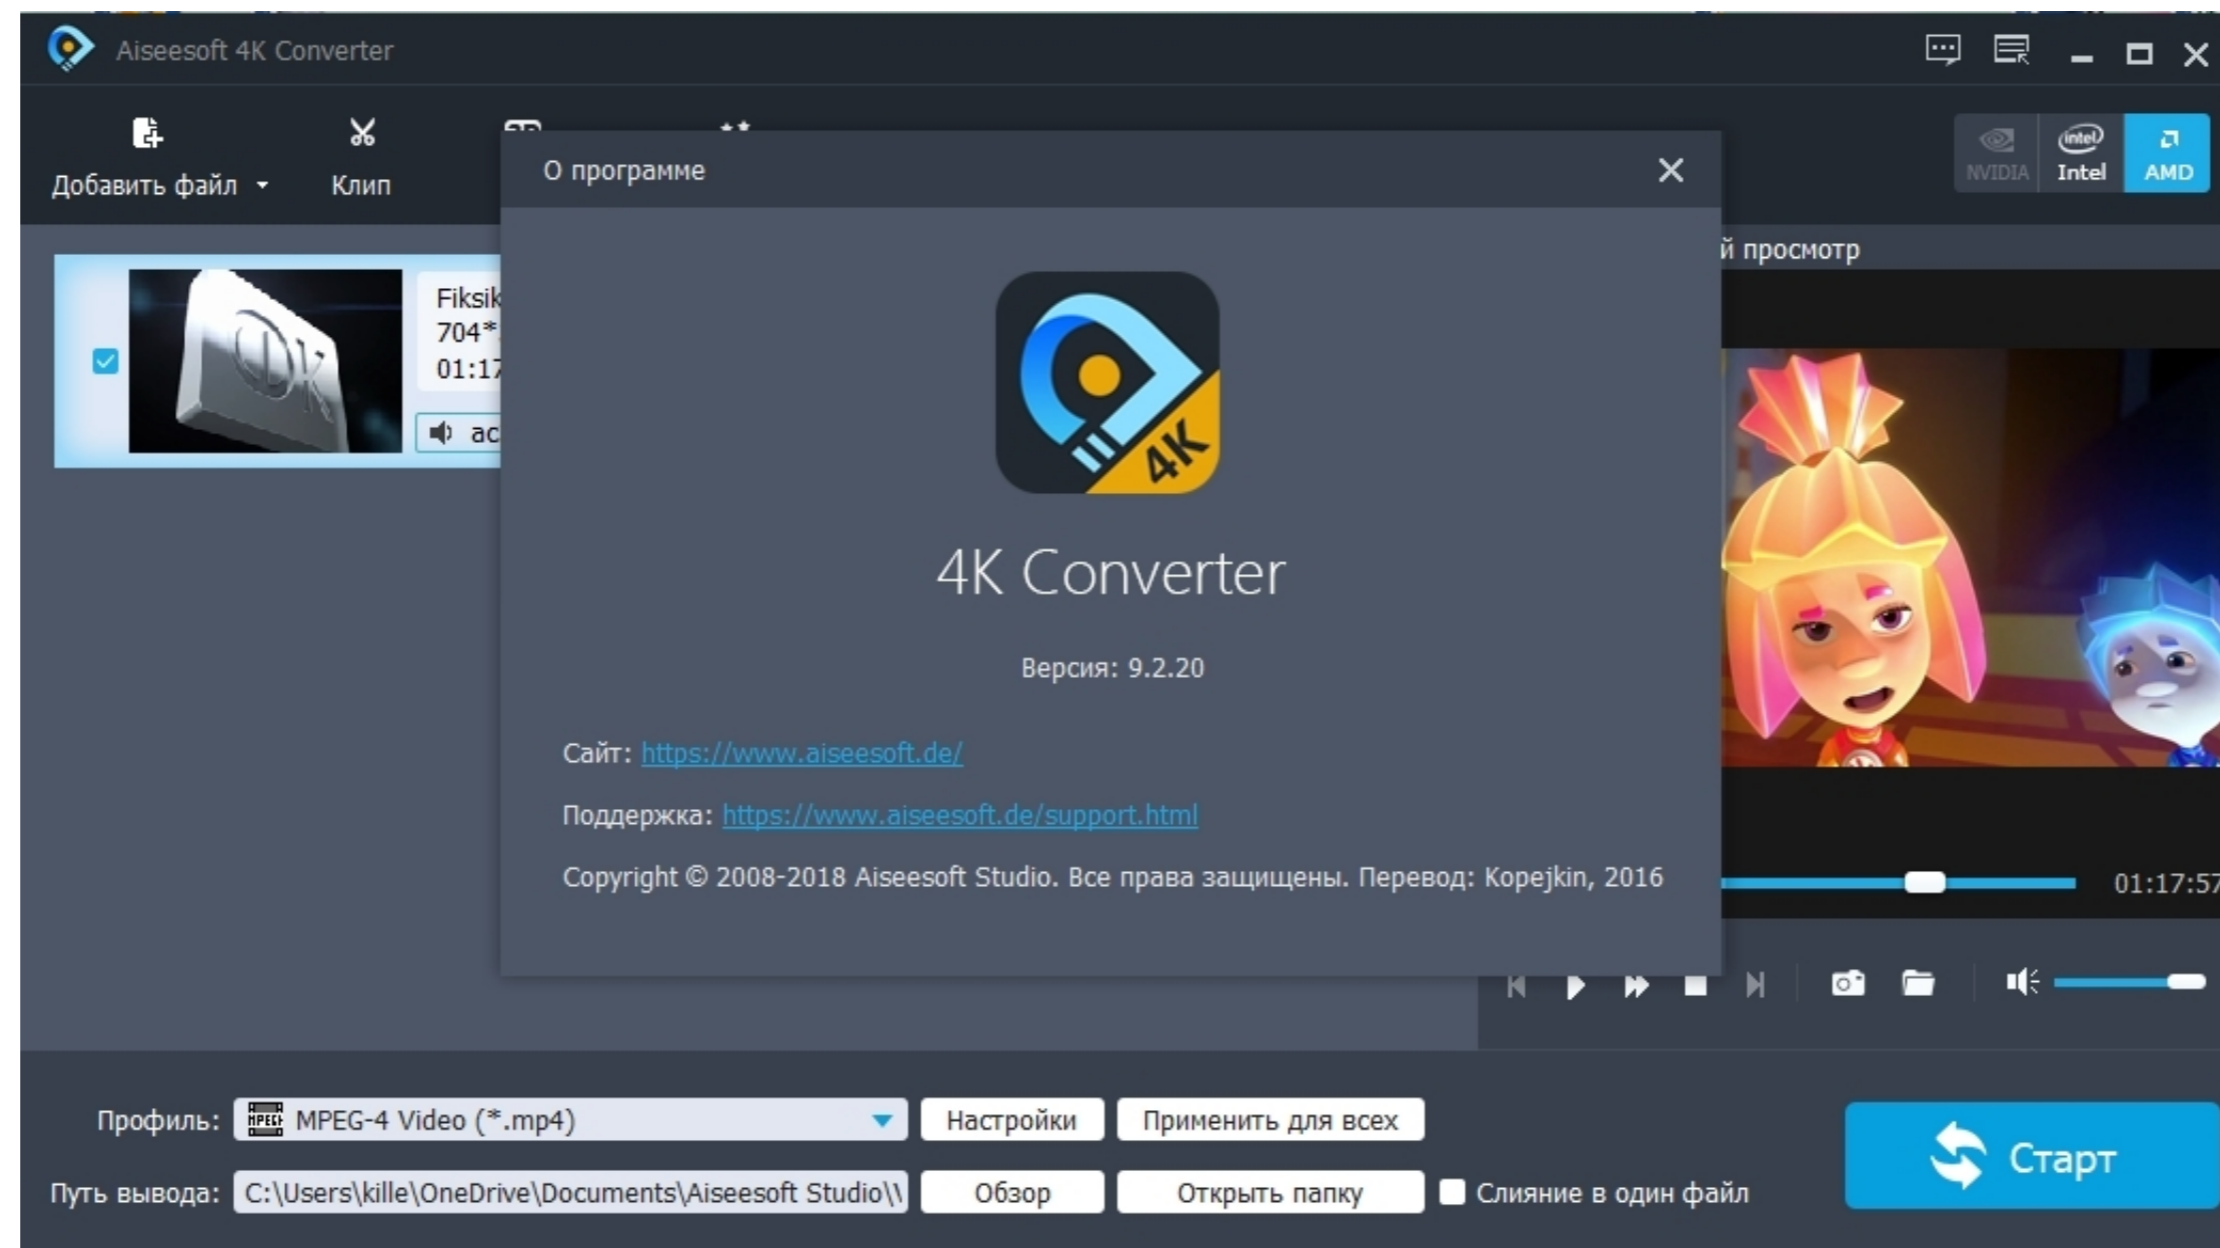 Aiseesoft 4K Converter
Добавить файл
Клип
NVIDIA
intel
Intel
AMD
О программе
й просмотр
Fiksik
704*
01:17
ac
4K
4K Converter
Версия: 9.2.20
Сайт: https://www.aiseesoft.de/
Поддержка: https://www.aiseesoft.de/support.html
Copyright © 2008-2018 Aiseesoft Studio. Все права защищены. Перевод: Kopejkin, 2016
01:17:57
Профиль:
MPEG
MPEG-4 Video (*.mp4)
Настройки
Применить для всех
Путь вывода:
C:\Users\kille\OneDrive\Documents\Aiseesoft Studio\\
Обзор
Открыть папку
Слияние в один файл
Старт